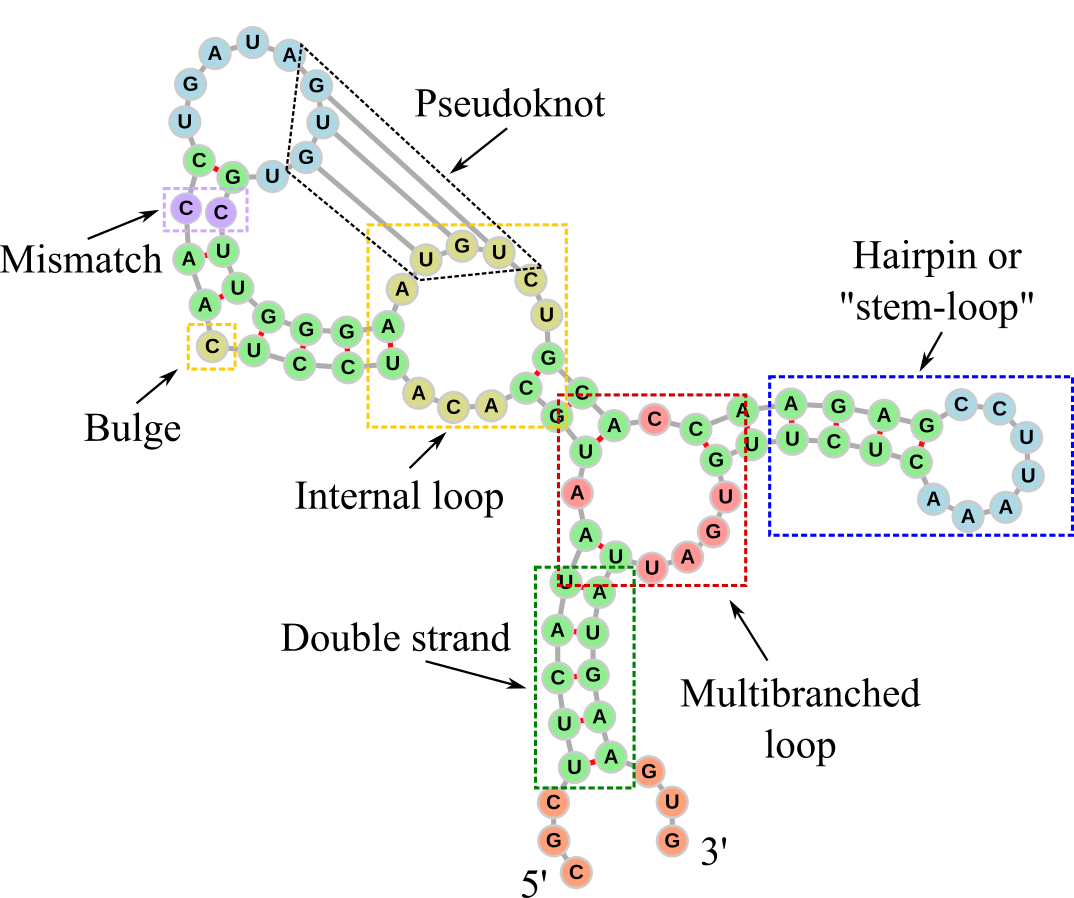 Pseudoknot
Mismatch
Hairpin or
"stem-loop"
Bulge
Internal loop
Double strand
Multibranched
loop
5'
C G C U U C A U A A U G C A C A U C C U C A A C C U G A U A G U G U G C U U G G G A A U G U C U G C A C C A A G A G C C U U A A A C U C U U G U G A U U A U G A A G U G
3'